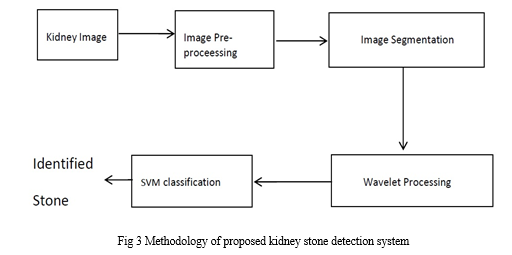 Kidney Image
Image Pre-
proceessing
Image Segmentation
Wavelet Processing
SVM classification
Identified
Stone
Fig 3 Methodology of proposed kidney stone detection system